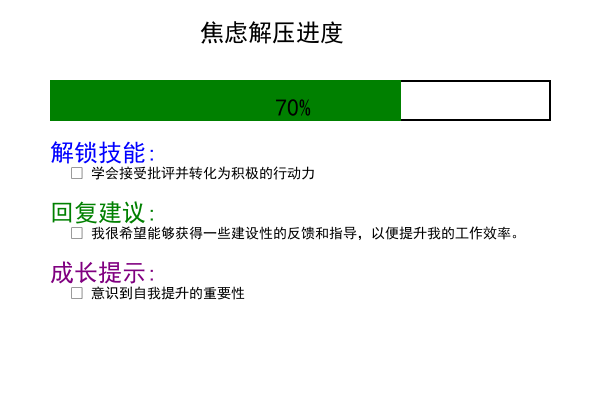 焦虑解压进度
70%
解锁技能:
□ 学会接受批评并转化为积极的行动力
回复建议:
□ 我很希望能够获得一些建设性的反馈和指导，以便提升我的工作效率。
成长提示:
□ 意识到自我提升的重要性